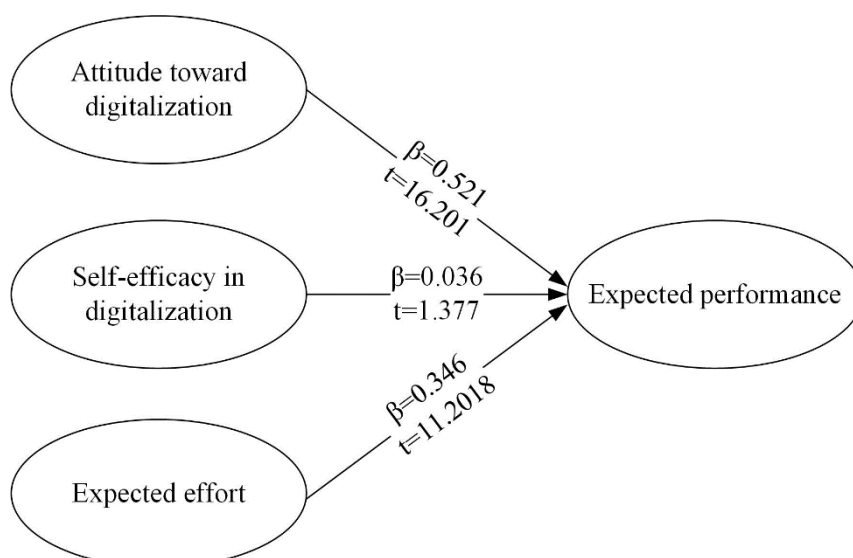 Attitude toward
digitalization
β=0.521
t=16.201
Self-efficacy in
digitalization
β=0.036
t=1.377
Expected performance
β=0.346
t=11.2018
Expected effort